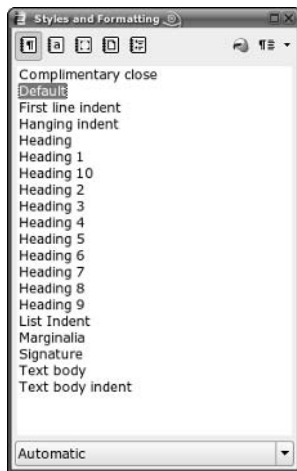 Styles and Formatting
Complimentary close
Default
First line indent
Hanging indent
Heading
Heading 1
Heading 10
Heading 2
Heading 3
Heading 4
Heading 5
Heading 6
Heading 7
Heading 8
Heading 9
List Indent
Marginalia
Signature
Text body
Text body indent
Automatic